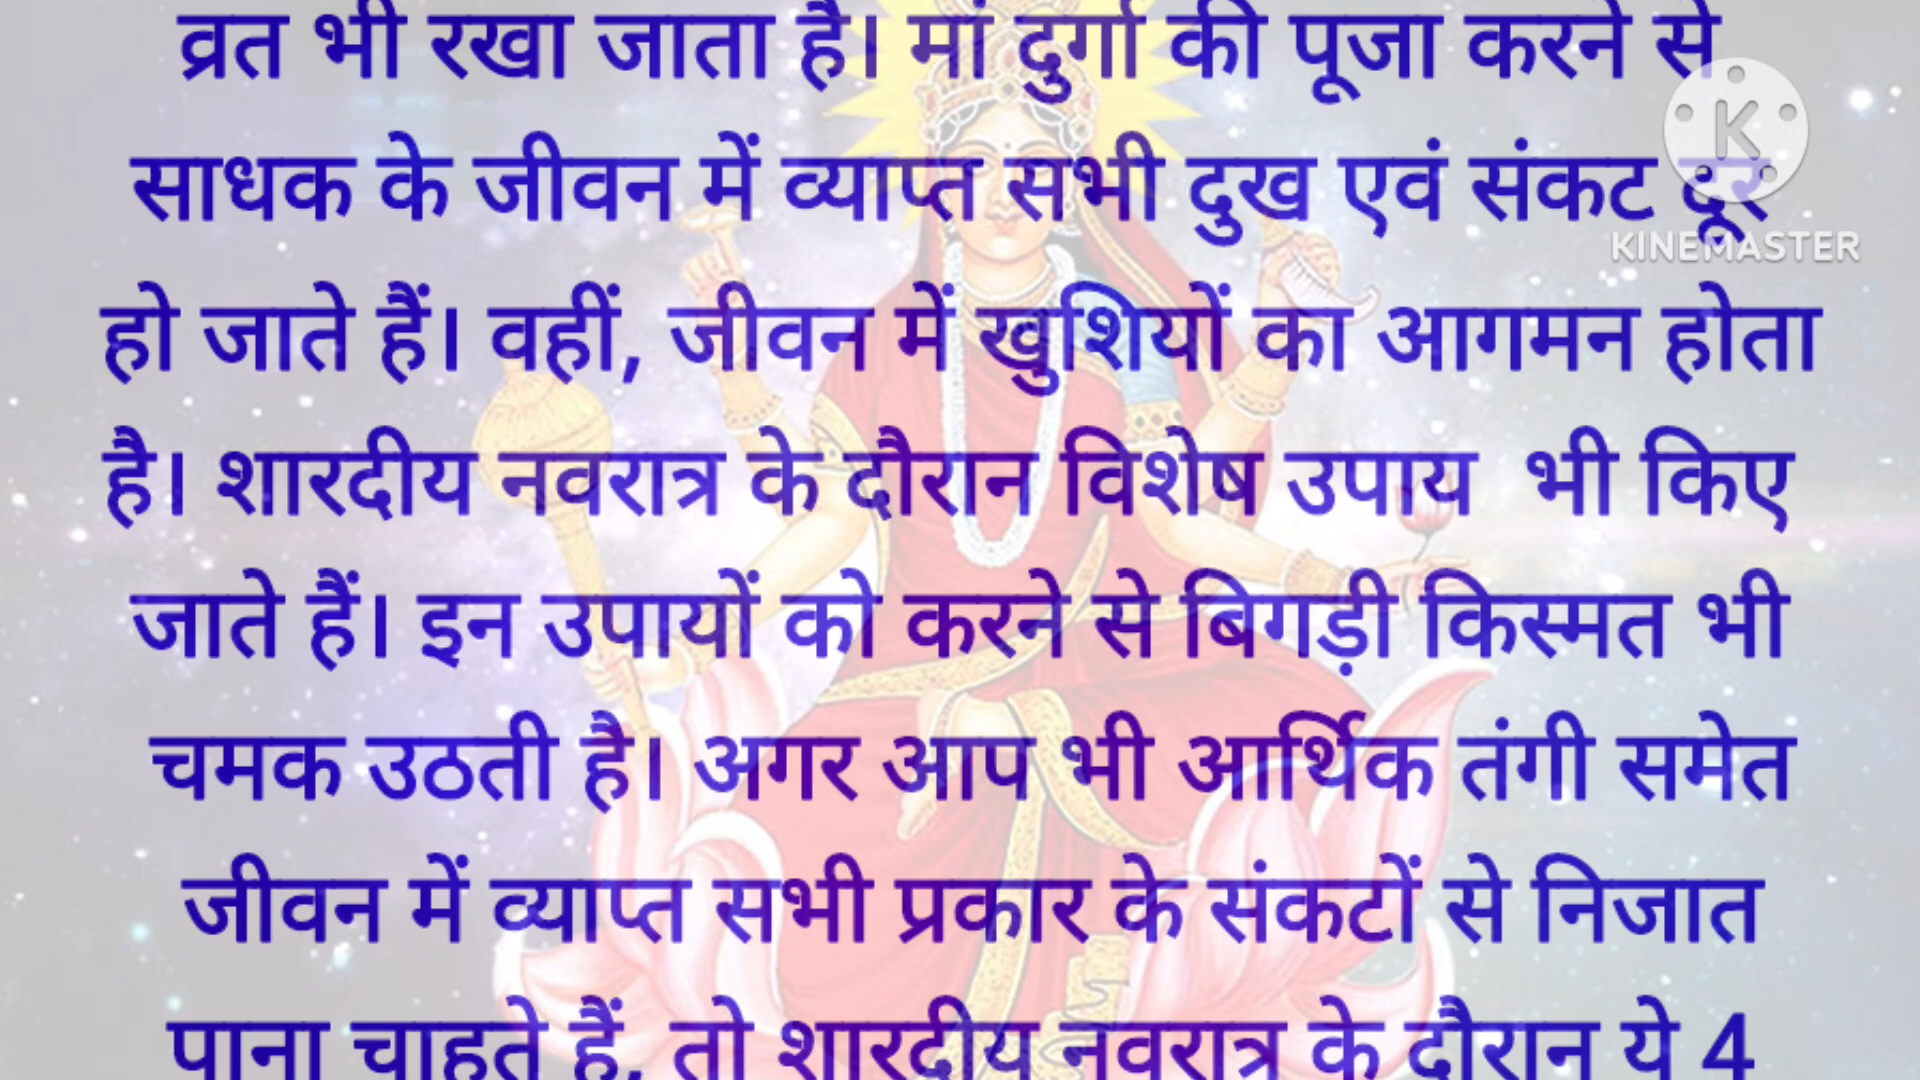 व्रत भी रखा जाता है। मां दुर्गा की पूजा करने से
साधक के जीवन में व्याप्त सभी दुख एवं संकट दूर
KINEMASTER
हो जाते हैं। वहीं, जीवन में खुशियों का आगमन होता
है। शारदीय नवरात्र के दौरान विशेष उपाय भी किए
जाते हैं। इन उपायों को करने से बिगड़ी किस्मत भी
चमक उठती है। अगर आप भी आर्थिक तंगी समेत
जीवन में व्याप्त सभी प्रकार के संकटों से निजात
पाना चाहते हैं, तो शारदीय नवरात्र के दौरान ये 4